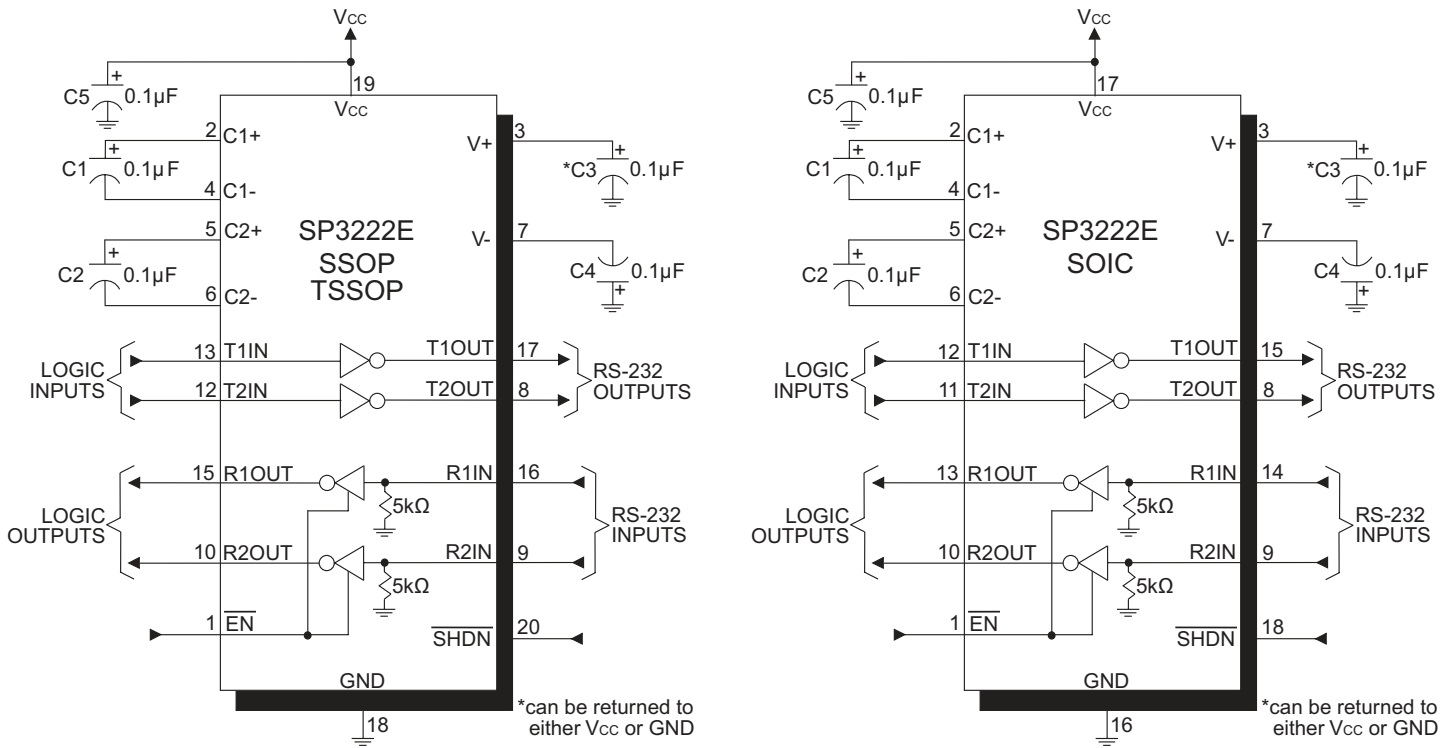 VCC
19
VCC
C5
+
0.1µF
2
C1+
C1
+
0.1µF
4
C1-
5
C2+
C2
+
0.1µF
6
C2-
SP3222E
SSOP
TSSOP
V+
3
*C3
+
0.1µF
V-
7
C4
0.1µF
+
LOGIC
INPUTS
13
T1IN
T1OUT
17
12
T2IN
T2OUT
8
RS-232
OUTPUTS
LOGIC
OUTPUTS
15
R1OUT
R1IN
16
5kΩ
10
R2OUT
R2IN
9
5kΩ
RS-232
INPUTS
1
EN
SHDN
20
GND
18
*can be returned to
either VCC or GND
VCC
17
VCC
C5
+
0.1µF
2
C1+
C1
+
0.1µF
4
C1-
5
C2+
C2
+
0.1µF
6
C2-
SP3222E
SOIC
V+
3
*C3
+
0.1µF
V-
7
C4
0.1µF
+
LOGIC
INPUTS
12
T1IN
T1OUT
15
11
T2IN
T2OUT
8
RS-232
OUTPUTS
LOGIC
OUTPUTS
13
R1OUT
R1IN
14
5kΩ
10
R2OUT
R2IN
9
5kΩ
RS-232
INPUTS
1
EN
SHDN
18
GND
16
*can be returned to
either VCC or GND